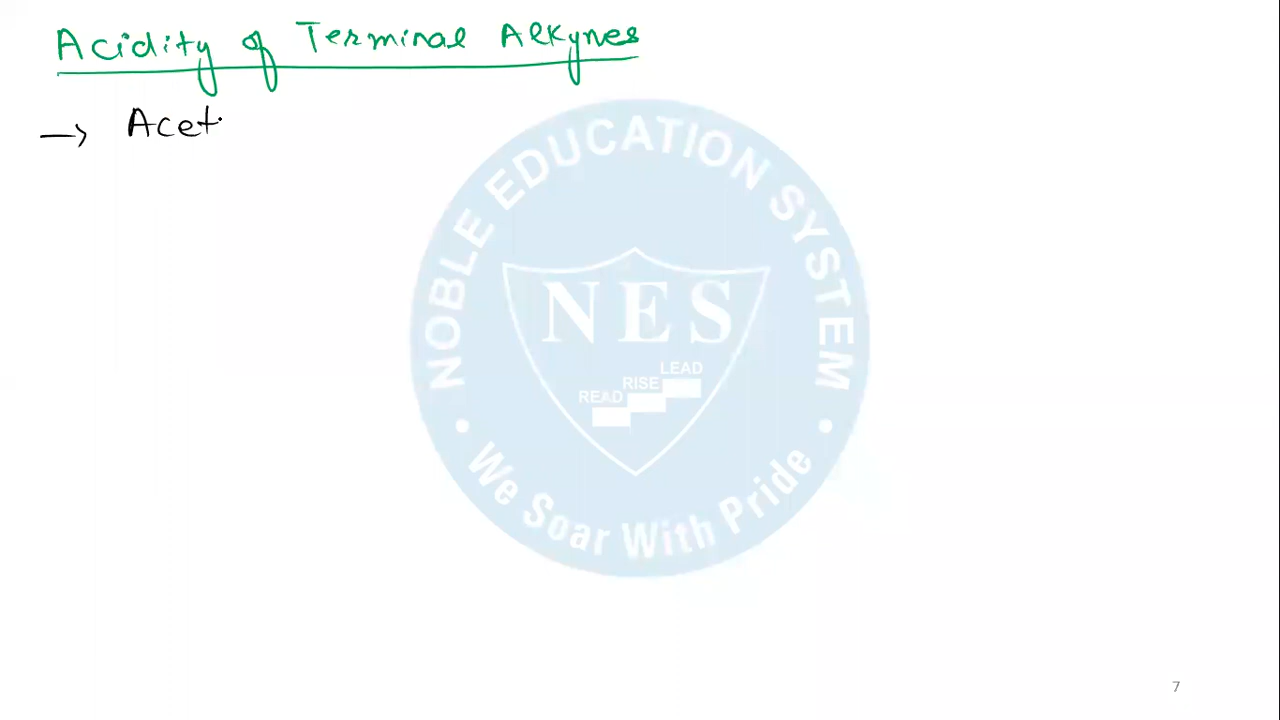 Acidity of Terminal Alkynes
→ Acet
NOBLE EDUCATION SYSTEM
NES
LEAD
RISE
READ
• We Soar With Pride •
7